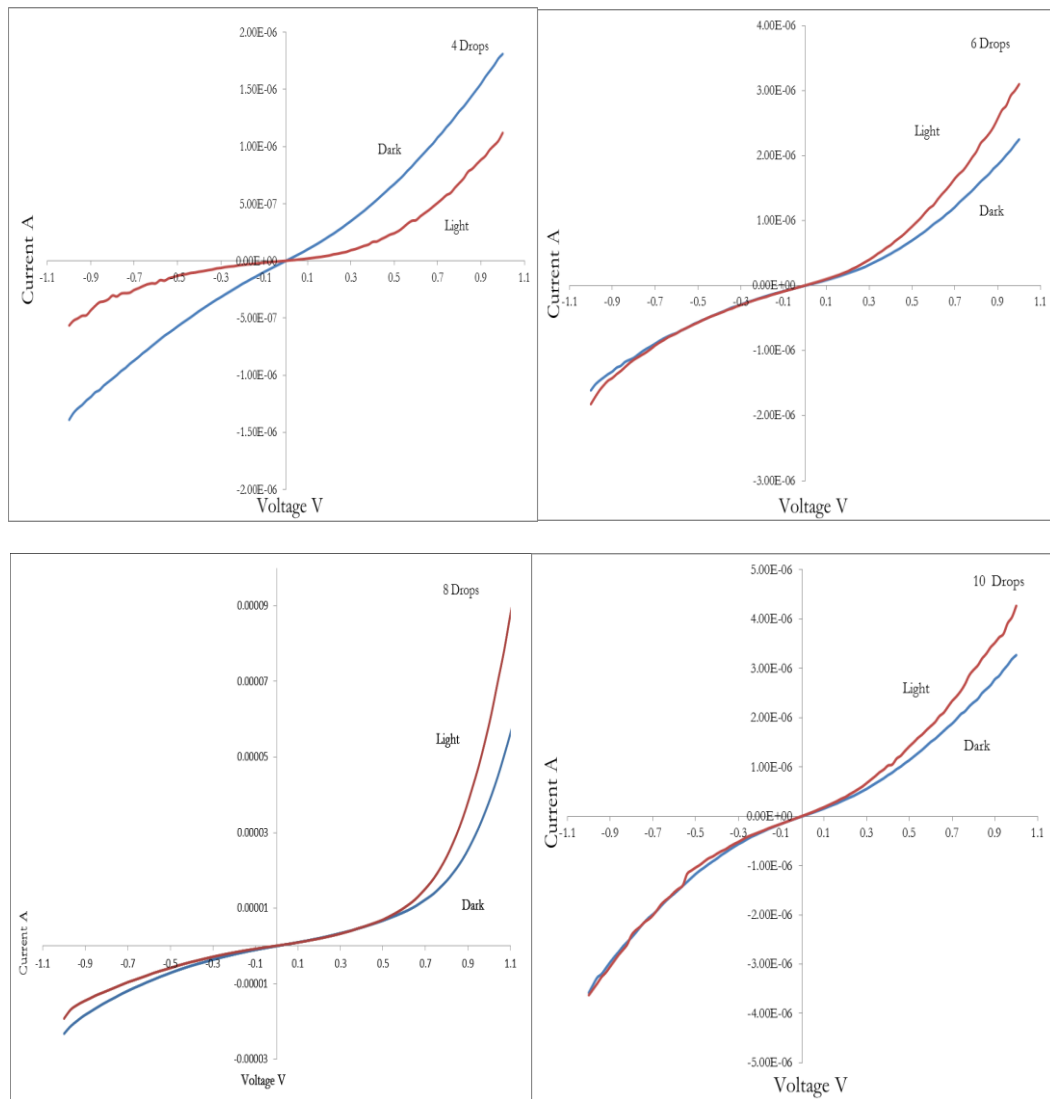 2.00E-06
4 Drops
1.50E-06
Dark
1.00E-06
5.00E-07
Light
0.00E+00
-1.1 -0.9 -0.7 -0.5 -0.3 -0.1 0.1 0.3 0.5 0.7 0.9 1.1
-5.00E-07
-1.00E-06
-1.50E-06
-2.00E-06
Current A
Voltage V
4.00E-06
6 Drops
3.00E-06
Light
2.00E-06
Dark
1.00E-06
0.00E+00
-1.1 -0.9 -0.7 -0.5 -0.3 -0.1 0.1 0.3 0.5 0.7 0.9 1.1
-1.00E-06
-2.00E-06
-3.00E-06
Current A
Voltage V
8 Drops
0.00009
0.00007
Light
0.00005
0.00003
Dark
0.00001
-1.1 -0.9 -0.7 -0.5 -0.3 -0.1 0.1 0.3 0.5 0.7 0.9 1.1
-0.00001
-0.00003
Current A
Voltage V
5.00E-06
10 Drops
4.00E-06
3.00E-06
Light
2.00E-06
Dark
1.00E-06
0.00E+00
-1.1 -0.9 -0.7 -0.5 -0.3 -0.1 0.1 0.3 0.5 0.7 0.9 1.1
-1.00E-06
-2.00E-06
-3.00E-06
-4.00E-06
-5.00E-06
Current A
Voltage V